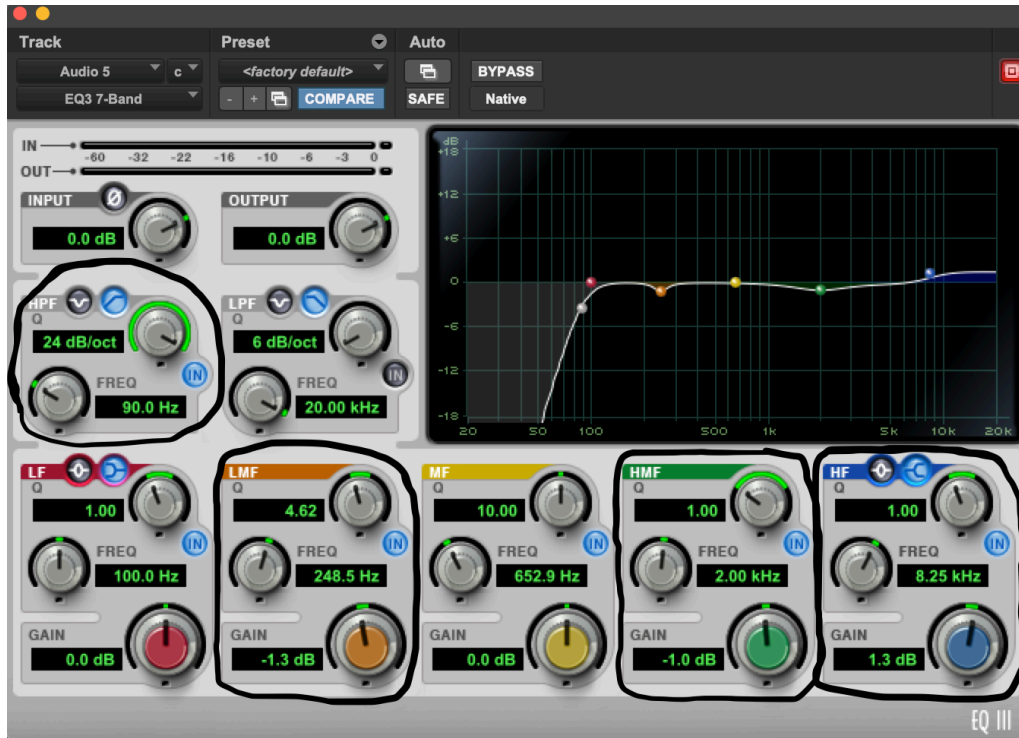 Track Preset Auto
Audio 5 c <factory default> BYPASS
EQ3 7-Band - + COMPARE SAFE Native
IN
-60 -32 -22 -16 -10 -6 -3 0
OUT
INPUT Ø OUTPUT
0.0 dB 0.0 dB
HPF LPF
Q Q
24 dB/oct 6 dB/oct
IN IN
FREQ FREQ
90.0 Hz 20.00 kHz
dB
+18
+12
+6
0
-6
-12
-18
20 50 100 500 1k 5k 10k 20k
LF LMF MF HMF HF
Q Q Q Q Q
1.00 4.62 10.00 1.00 1.00
IN IN IN IN IN
FREQ FREQ FREQ FREQ FREQ
100.0 Hz 248.5 Hz 652.9 Hz 2.00 kHz 8.25 kHz
GAIN GAIN GAIN GAIN GAIN
0.0 dB -1.3 dB 0.0 dB -1.0 dB 1.3 dB
EQ III